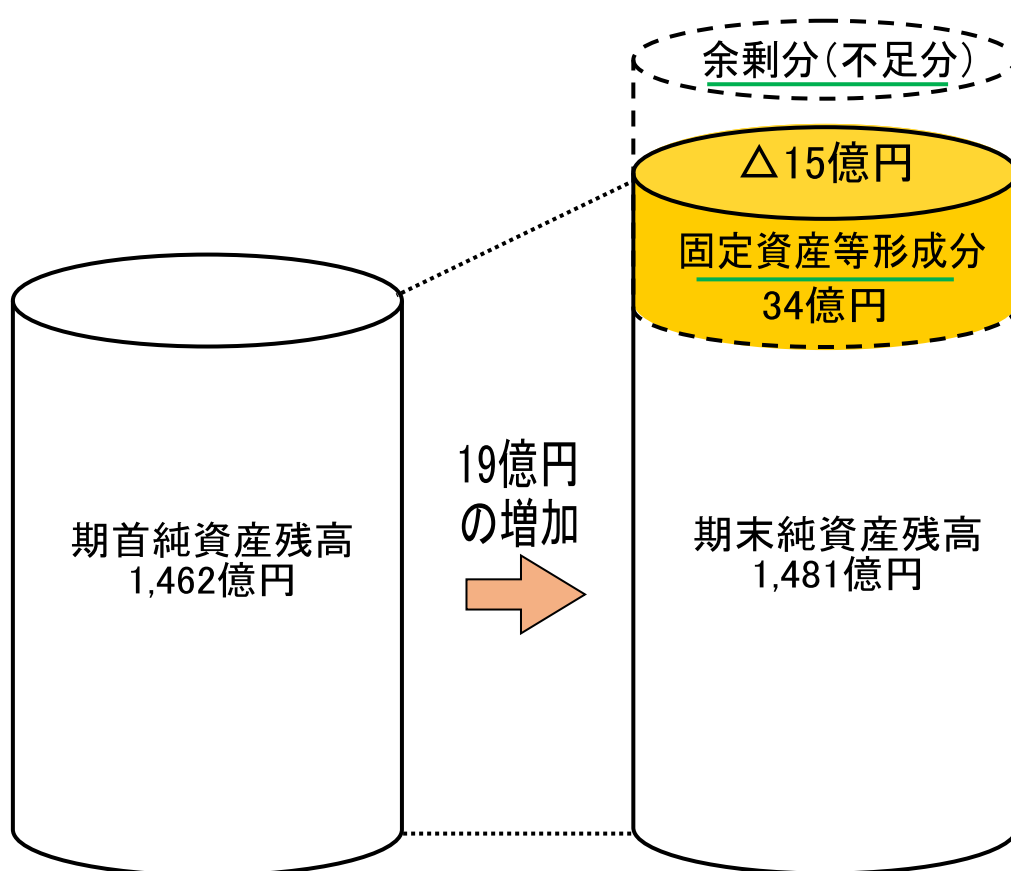 余剰分(不足分)
△15億円
固定資産等形成分
34億円
19億円
の増加
期首純資産残高
1,462億円
期末純資産残高
1,481億円